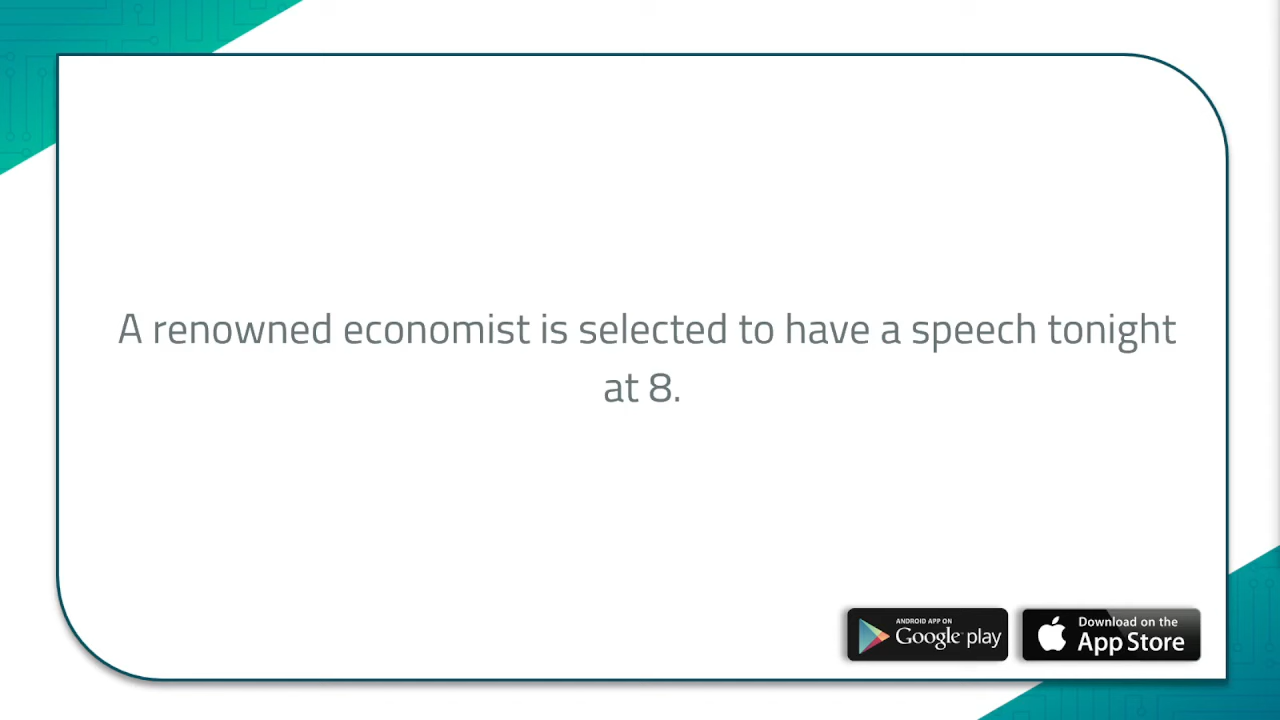 A renowned economist is selected to have a speech tonight
at 8.
ANDROID APP ON
Google play
Download on the
App Store